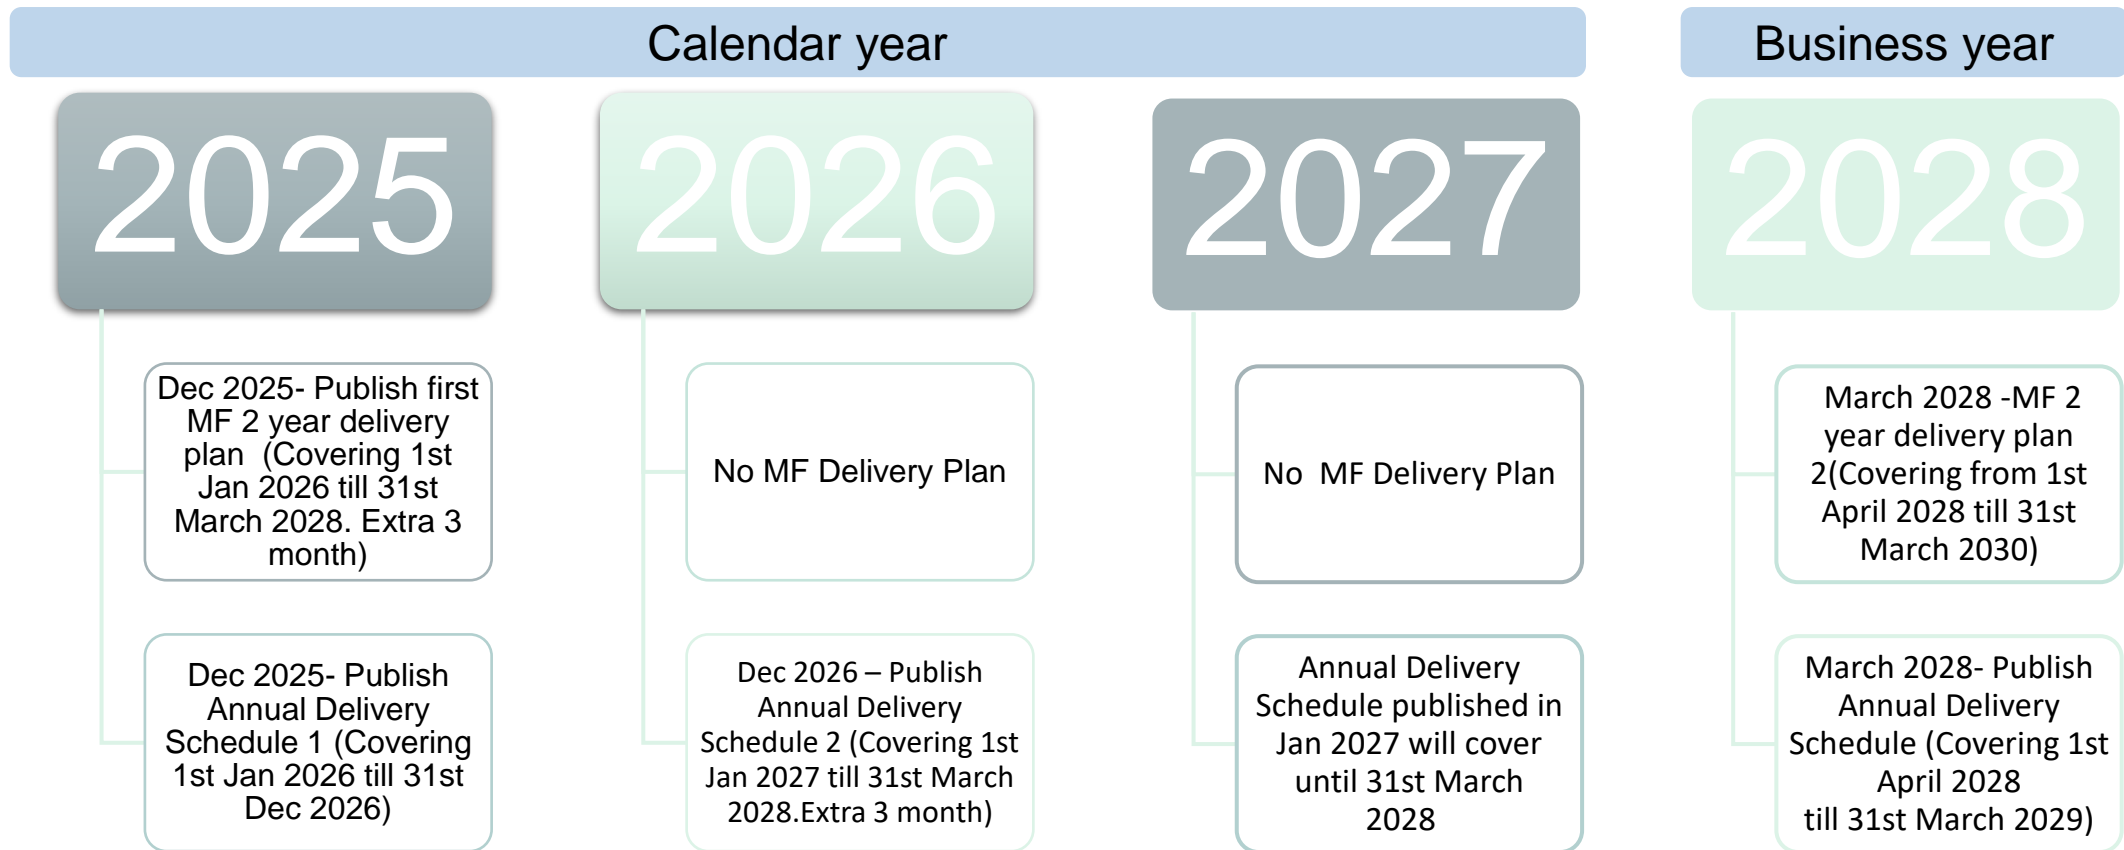 Calendar year
Business year
2025
2026
2027
2028
Dec 2025- Publish first
MF 2 year delivery
plan  (Covering 1st
Jan 2026 till 31st
March 2028. Extra 3
month)
No MF Delivery Plan
No  MF Delivery Plan
March 2028 -MF 2
year delivery plan
2(Covering from 1st
April 2028 till 31st
March 2030)
Dec 2025- Publish
Annual Delivery
Schedule 1 (Covering
1st Jan 2026 till 31st
Dec 2026)
Dec 2026 – Publish
Annual Delivery
Schedule 2 (Covering 1st
Jan 2027 till 31st March
2028.Extra 3 month)
Annual Delivery
Schedule published in
Jan 2027 will cover
until 31st March
2028
March 2028- Publish
Annual Delivery
Schedule (Covering 1st
April 2028
till 31st March 2029)